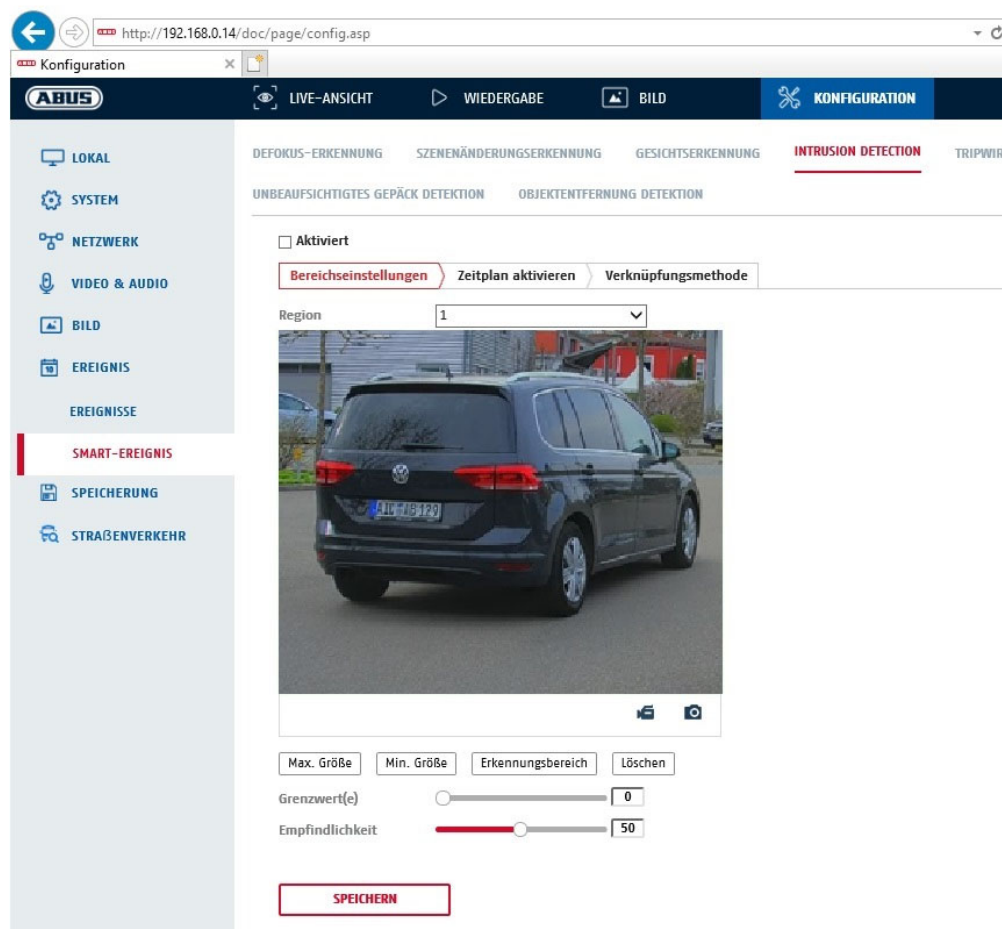 http://192.168.0.14/doc/page/config.asp
Konfiguration
ABUS
LIVE-ANSICHT
WIEDERGABE
BILD
KONFIGURATION
LOKAL
SYSTEM
NETZWERK
VIDEO & AUDIO
BILD
EREIGNIS
EREIGNISSE
SMART-EREIGNIS
SPEICHERUNG
STRAßENVERKEHR
DEFOKUS-ERKENNUNG
SZENENÄNDERUNGSERKENNUNG
GESICHTSERKENNUNG
INTRUSION DETECTION
TRIPWIR
UNBEAUFSICHTIGTES GEPÄCK DETEKTION
OBJEKTENTFERNUNG DETEKTION
Aktiviert
Bereichseinstellungen
Zeitplan aktivieren
Verknüpfungsmethode
Region
1
Max. Größe
Min. Größe
Erkennungsbereich
Löschen
Grenzwert(e)
0
Empfindlichkeit
50
SPEICHERN